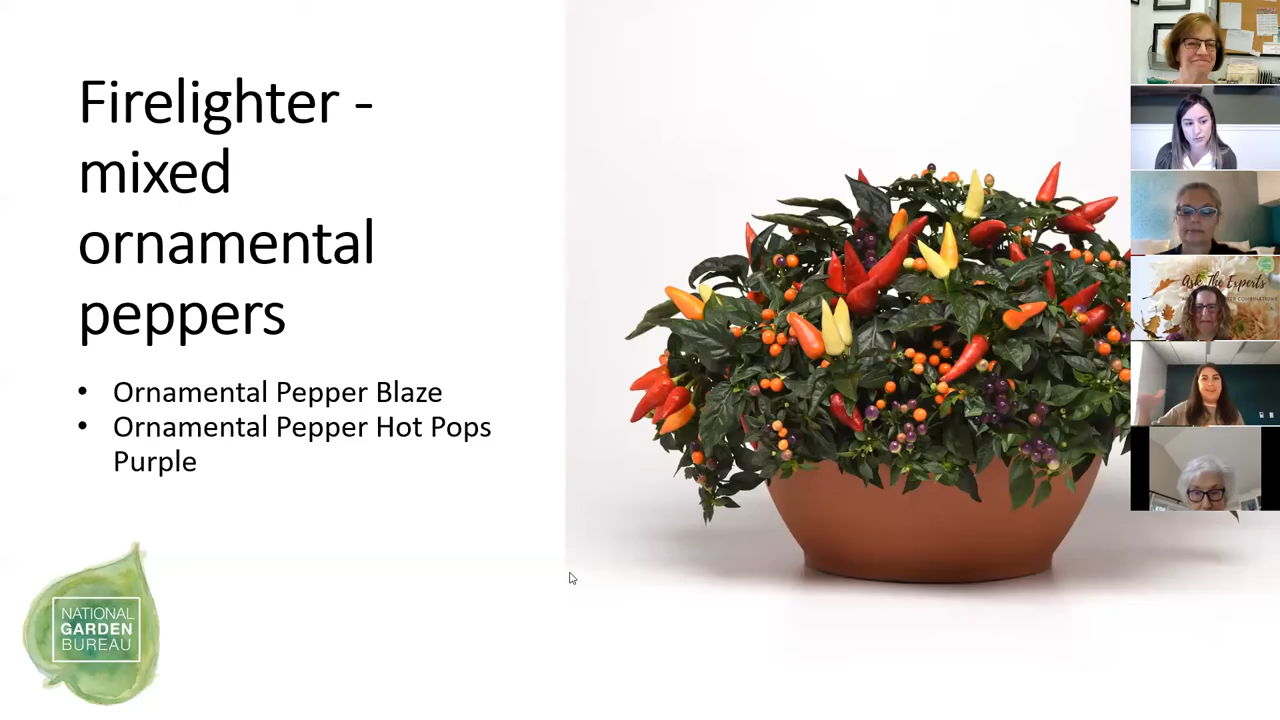 Firelighter -
mixed
ornamental
peppers
• Ornamental Pepper Blaze
• Ornamental Pepper Hot Pops
Purple
NATIONAL
GARDEN
BUREAU
Ask The Experts